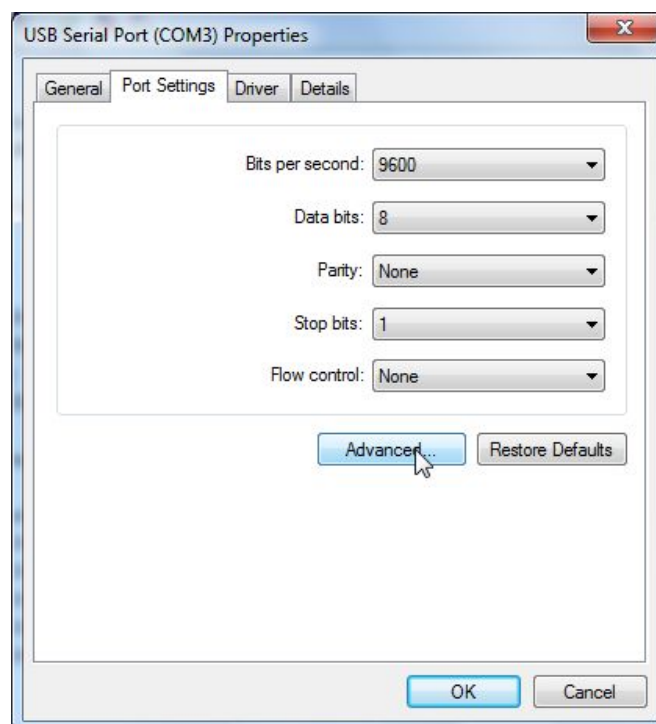 USB Serial Port (COM3) Properties
General Port Settings Driver Details
Bits per second: 9600
Data bits: 8
Parity: None
Stop bits: 1
Flow control: None
Advanced... Restore Defaults
OK Cancel